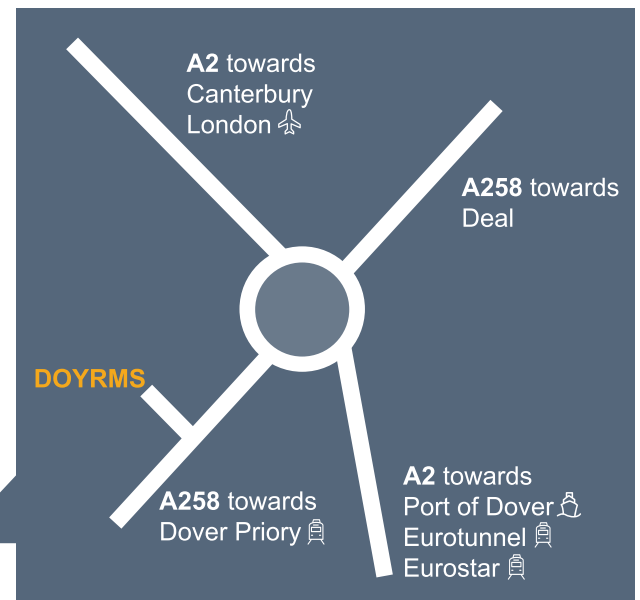 A2 towards
Canterbury
London
A258 towards
Deal
DOYRMS
A258 towards
Dover Priory
A2 towards
Port of Dover
Eurotunnel
Eurostar